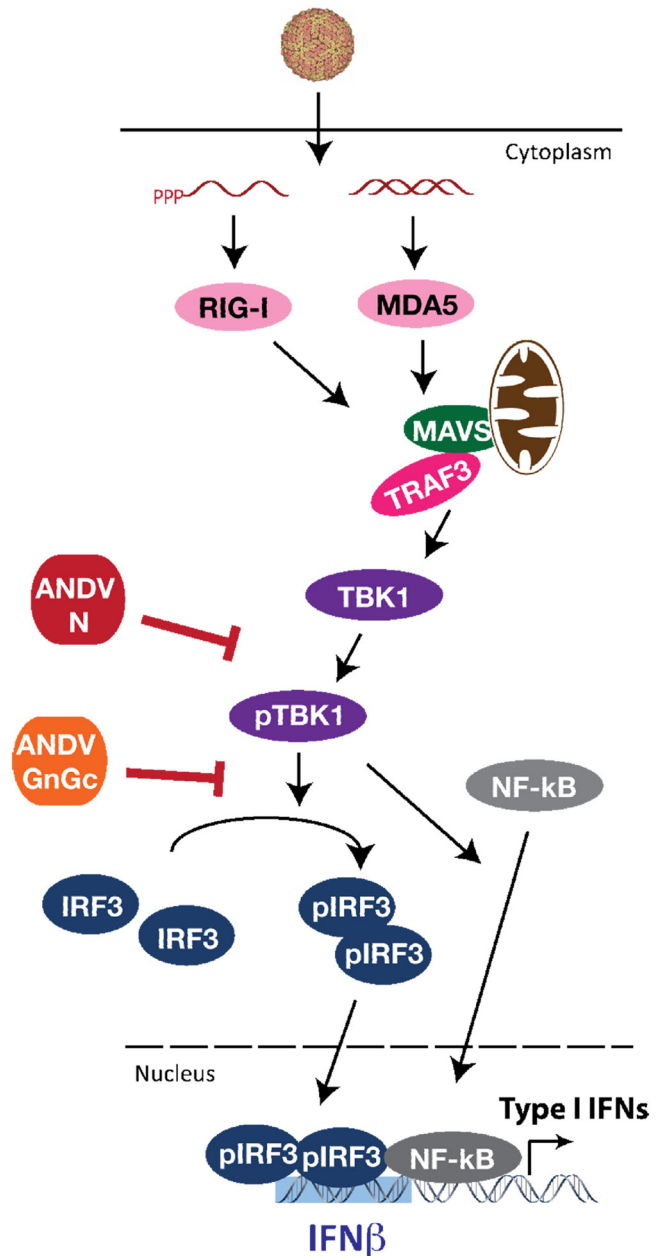 Cytoplasm
PPP
RIG-I
MDA5
MAVS
TRAF3
TBK1
ANDV
N
pTBK1
ANDV
GnGc
NF-kB
IRF3
IRF3
pIRF3
pIRF3
Nucleus
Type I IFNs
pIRF3
pIRF3
NF-kB
IFNβ